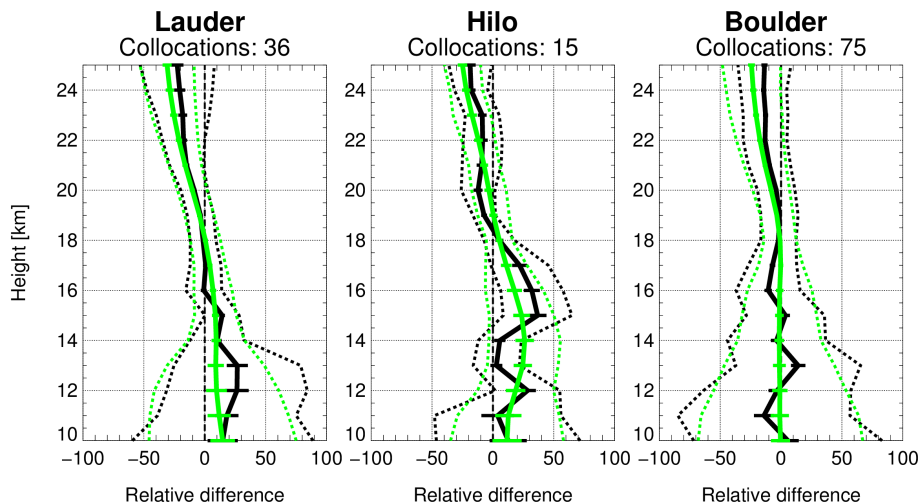 Lauder Hilo Boulder
Collocations: 36 Collocations: 15 Collocations: 75
24 24 24
22 22 22
20 20 20
18 18 18
16 16 16
14 14 14
12 12 12
10 10 10
Height [km]
−100 −50 0 50 100 −100 −50 0 50 100 −100 −50 0 50 100
Relative difference Relative difference Relative difference